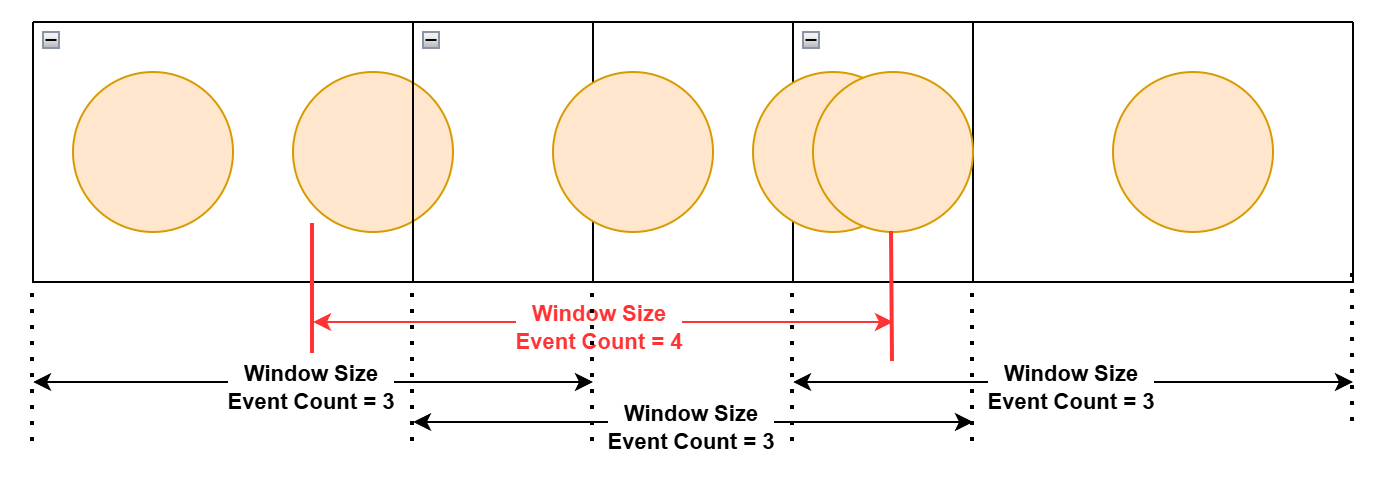 Window Size
Event Count = 4
Window Size
Event Count = 3
Window Size
Event Count = 3
Window Size
Event Count = 3